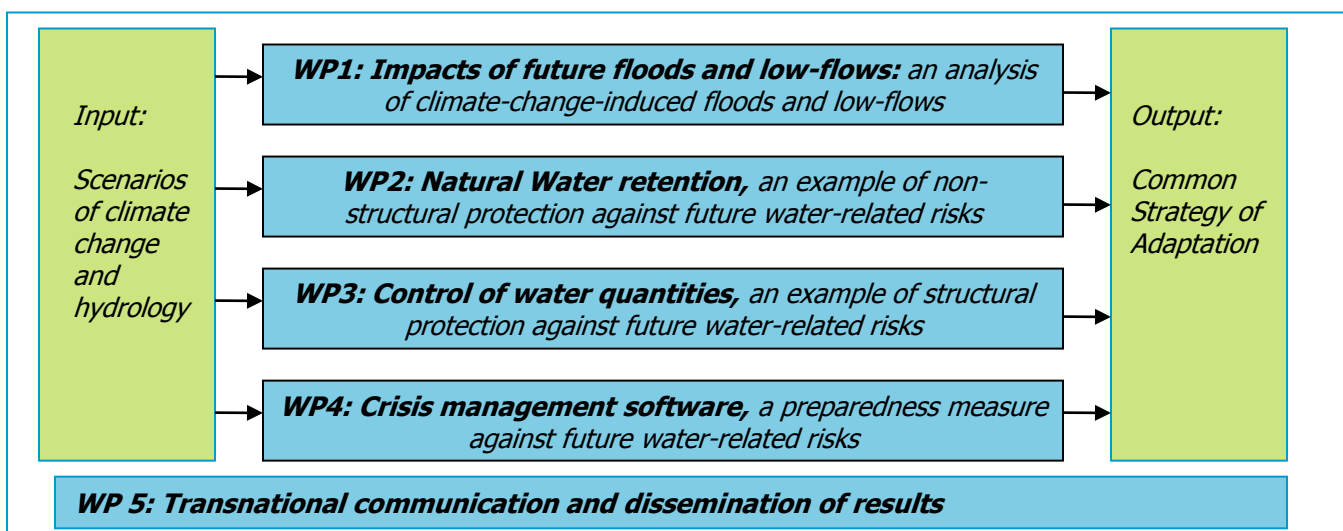 Input:
Scenarios
of climate
change
and
hydrology
WP1: Impacts of future floods and low-flows: an analysis
of climate-change-induced floods and low-flows
WP2: Natural Water retention, an example of non-
structural protection against future water-related risks
WP3: Control of water quantities, an example of structural
protection against future water-related risks
WP4: Crisis management software, a preparedness measure
against future water-related risks
Output:
Common
Strategy of
Adaptation
WP 5: Transnational communication and dissemination of results